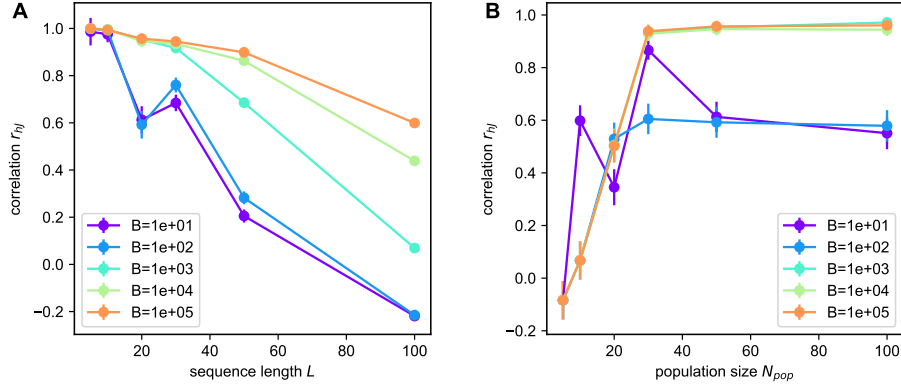 A
correlation r_hj
1.0
0.8
0.6
0.4
0.2
0.0
−0.2
B=1e+01
B=1e+02
B=1e+03
B=1e+04
B=1e+05
20 40 60 80 100
sequence length L
B
correlation r_hj
1.0
0.8
0.6
0.4
0.2
0.0
−0.2
B=1e+01
B=1e+02
B=1e+03
B=1e+04
B=1e+05
20 40 60 80 100
population size N_pop